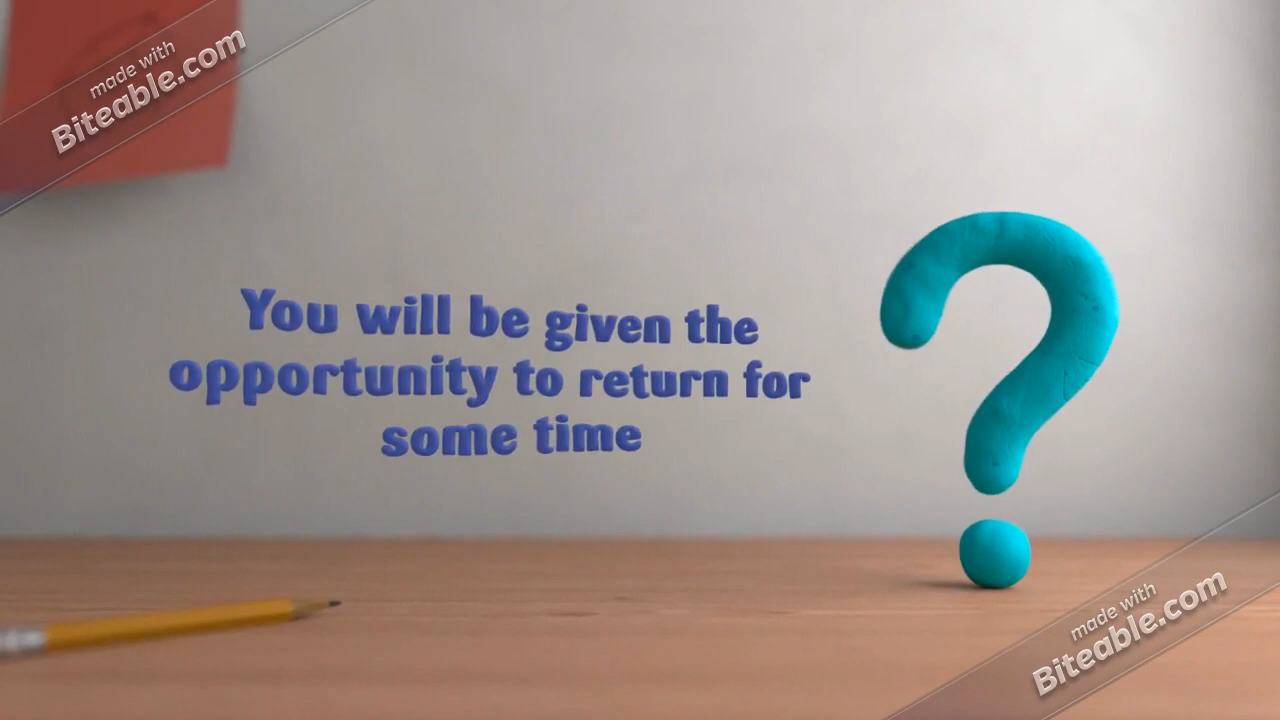 made with
Biteable.com
You will be given the
opportunity to return for
some time
?
made with
Biteable.com